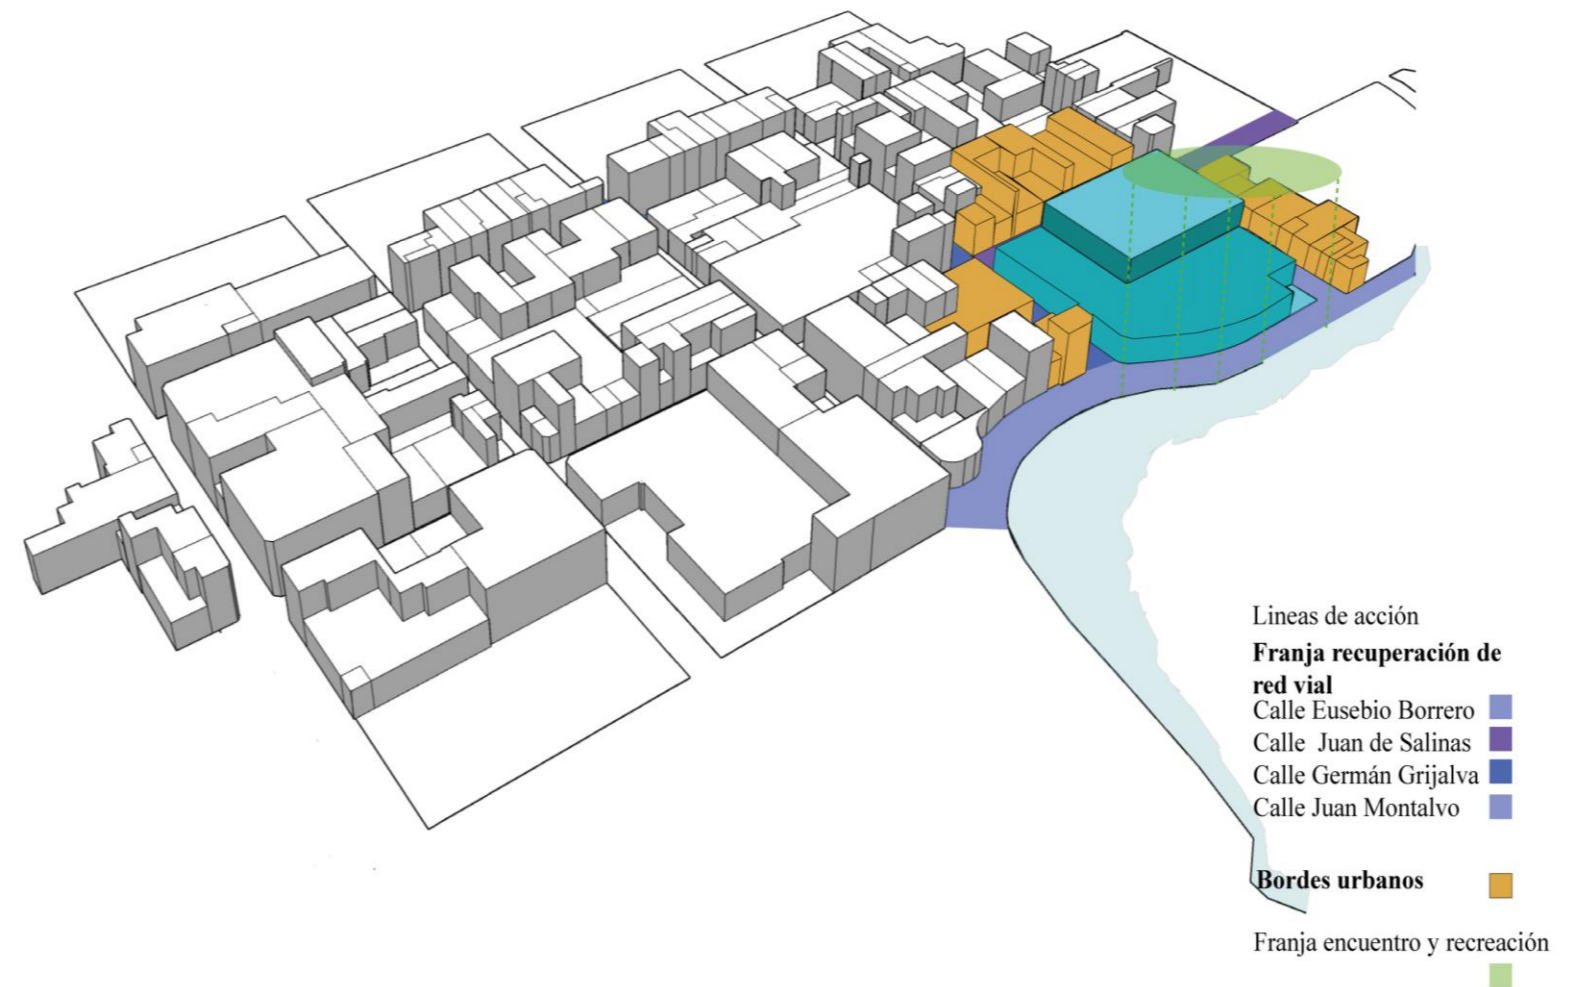 Lineas de acción
Franja recuperación de
red vial
Calle Eusebio Borrero
Calle Juan de Salinas
Calle Germán Grijalva
Calle Juan Montalvo
Bordes urbanos
Franja encuentro y recreación